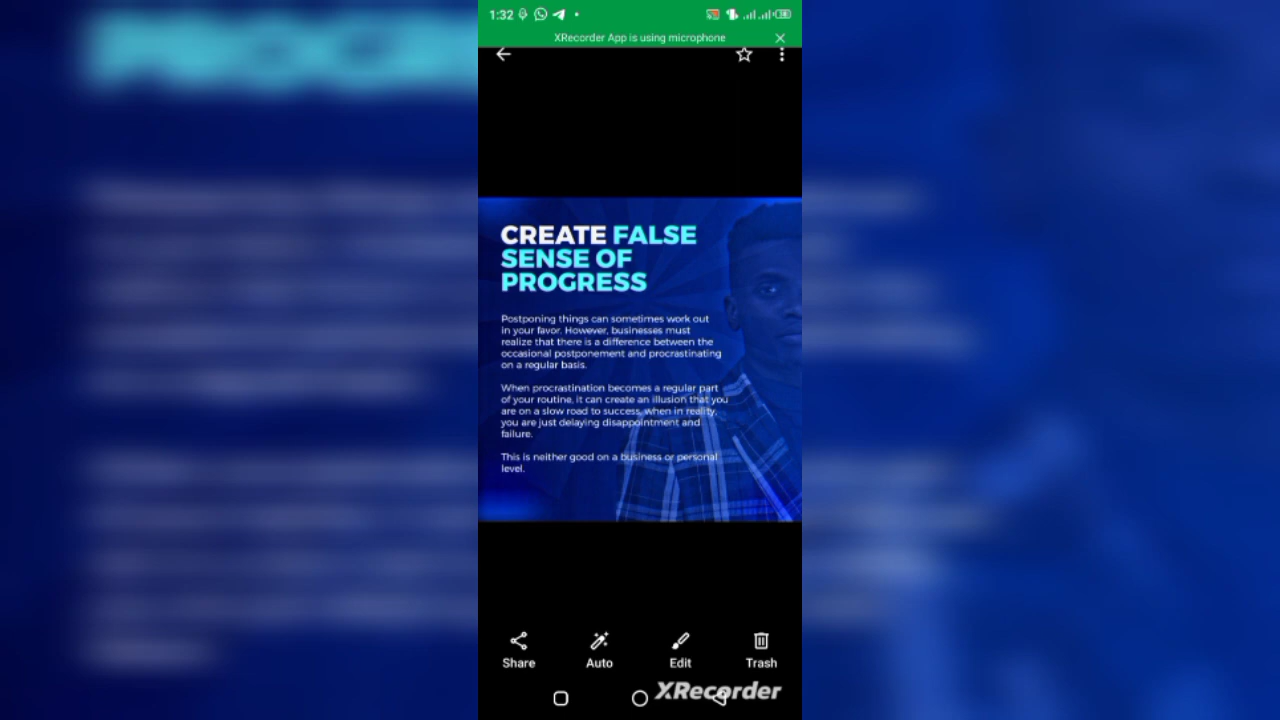 1:32
XRecorder App is using microphone
CREATE FALSE
SENSE OF
PROGRESS
Postponing things can sometimes work out
in your favor. However, businesses must
realize that there is a difference between the
occasional postponement and procrastinating
on a regular basis.
When procrastination becomes a regular part
of your routine, it can create an illusion that you
are on a slow road to success, when in reality,
you are just delaying disappointment and
failure.
This is neither good on a business or personal
level.
Share Auto Edit Trash
XRecorder